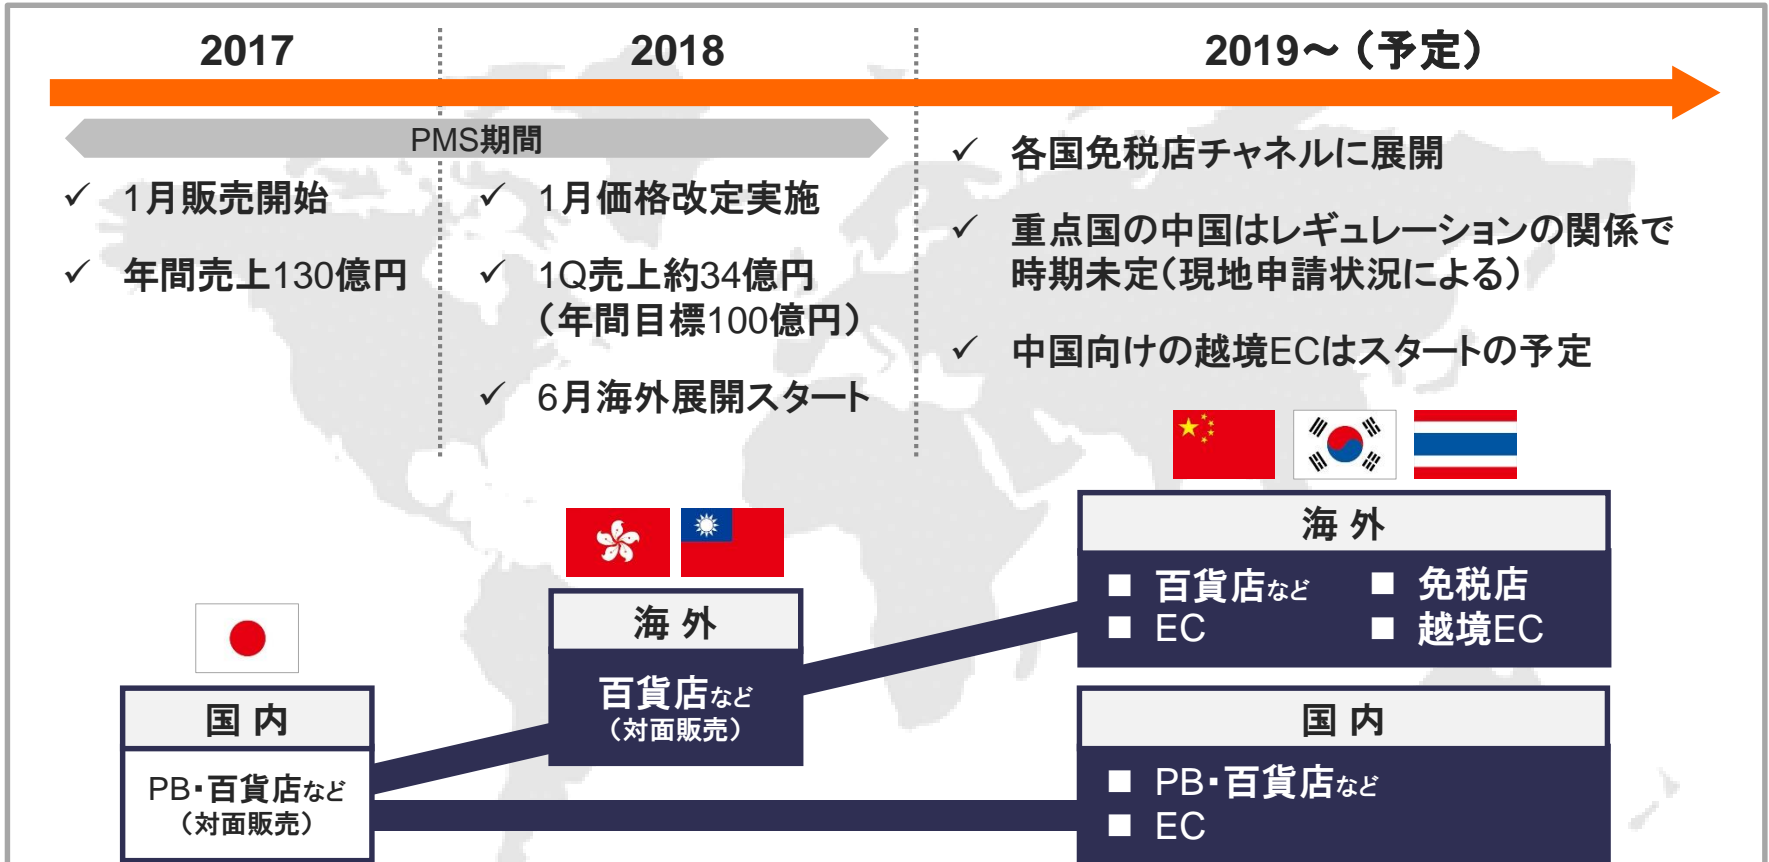 2017
2018
2019～（予定）
PMS期間
✓ 1月販売開始
✓ 年間売上130億円
✓ 1月価格改定実施
✓ 1Q売上約34億円
（年間目標100億円）
✓ 6月海外展開スタート
✓ 各国免税店チャネルに展開
✓ 重点国の中国はレギュレーションの関係で
時期未定（現地申請状況による）
✓ 中国向けの越境ECはスタートの予定
国内
PB・百貨店など
（対面販売）
海外
百貨店など
（対面販売）
海外
■ 百貨店など ■ 免税店
■ EC ■ 越境EC
国内
■ PB・百貨店など
■ EC